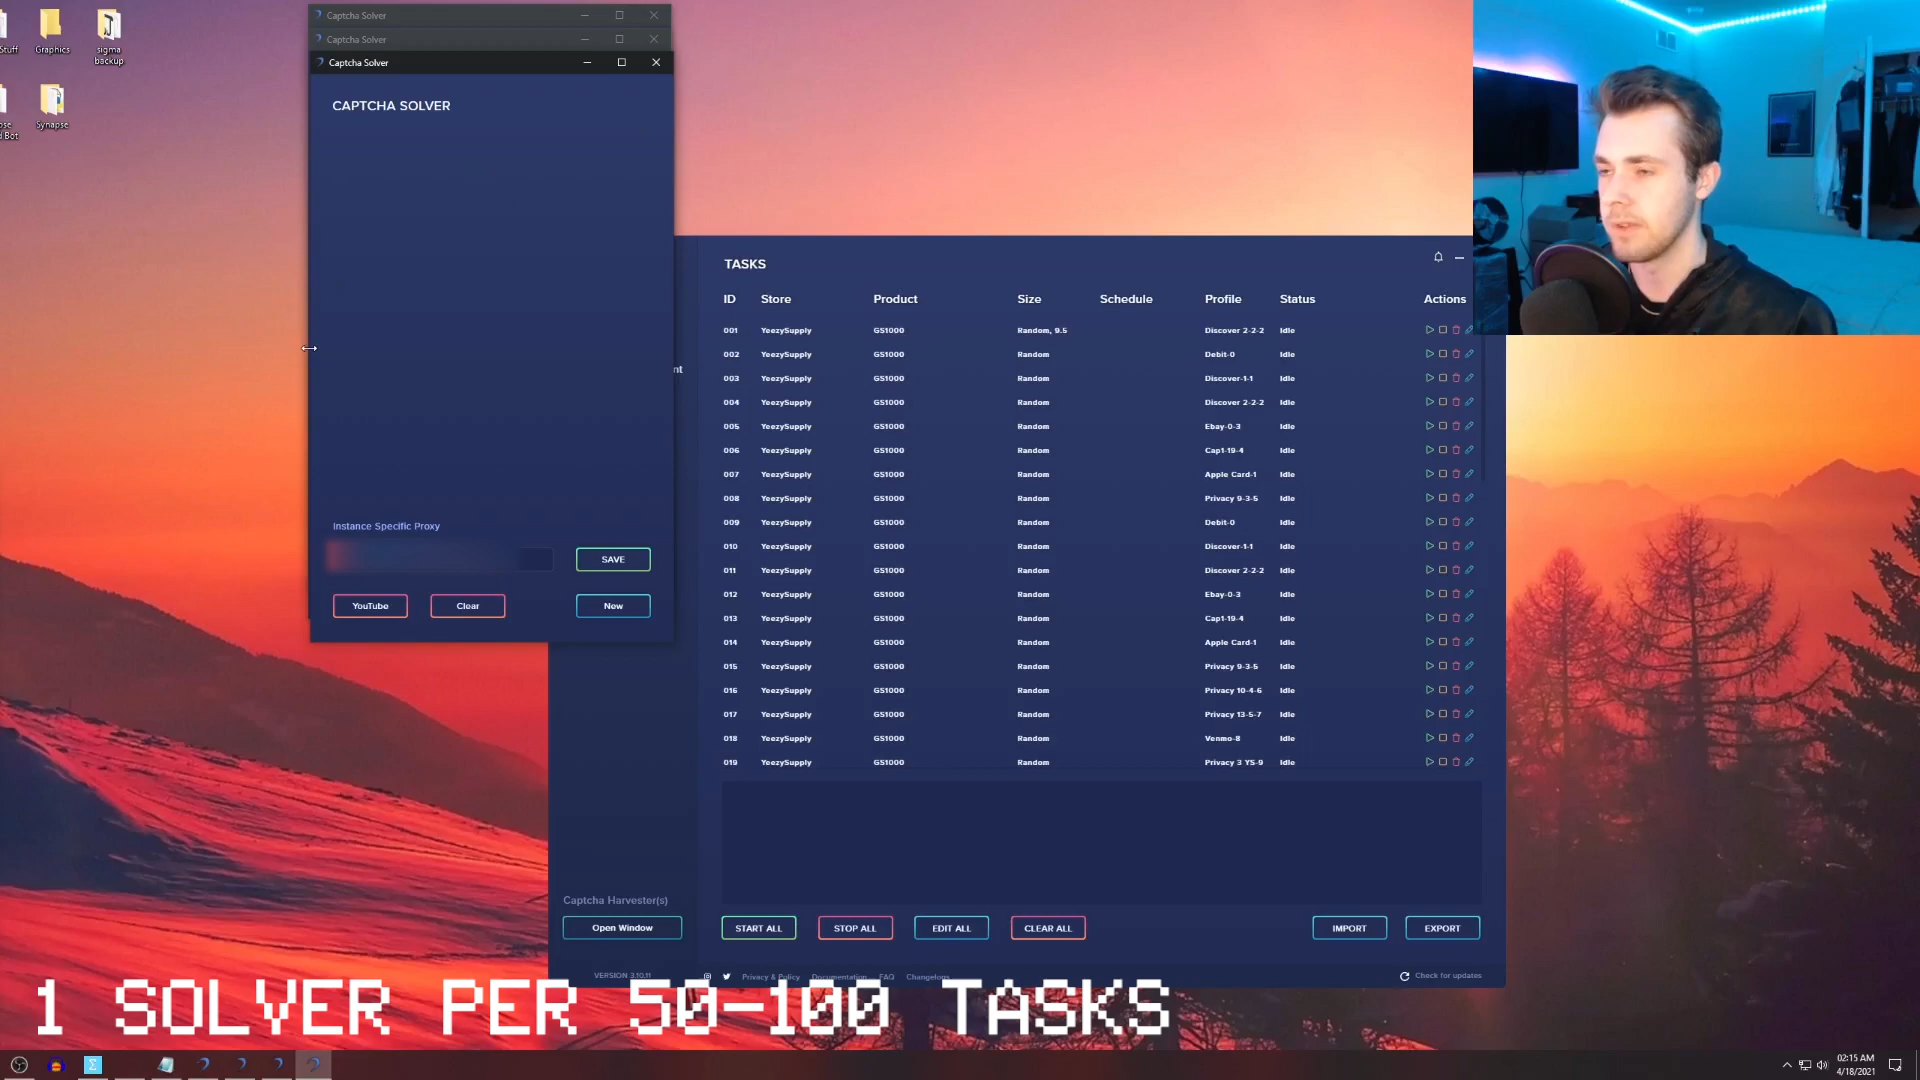 Captcha Solver
Captcha Solver
Captcha Solver
CAPTCHA SOLVER
Instance Specific Proxy
SAVE
YouTube Clear New
Stuff Graphics sigma backup
Synapse
d Bot
nt
TASKS
ID Store Product Size Schedule Profile Status Actions
001 YeezySupply GS1000 Random, 9.5 Discover 2-2-2 Idle
002 YeezySupply GS1000 Random Debit-0 Idle
003 YeezySupply GS1000 Random Discover-1-1 Idle
004 YeezySupply GS1000 Random Discover 2-2-2 Idle
005 YeezySupply GS1000 Random Ebay-0-3 Idle
006 YeezySupply GS1000 Random Cap1-19-4 Idle
007 YeezySupply GS1000 Random Apple Card-1 Idle
008 YeezySupply GS1000 Random Privacy 9-3-5 Idle
009 YeezySupply GS1000 Random Debit-0 Idle
010 YeezySupply GS1000 Random Discover-1-1 Idle
011 YeezySupply GS1000 Random Discover 2-2-2 Idle
012 YeezySupply GS1000 Random Ebay-0-3 Idle
013 YeezySupply GS1000 Random Cap1-19-4 Idle
014 YeezySupply GS1000 Random Apple Card-1 Idle
015 YeezySupply GS1000 Random Privacy 9-3-5 Idle
016 YeezySupply GS1000 Random Privacy 10-4-6 Idle
017 YeezySupply GS1000 Random Privacy 13-5-7 Idle
018 YeezySupply GS1000 Random Venmo-8 Idle
019 YeezySupply GS1000 Random Privacy 3 YS-9 Idle
Captcha Harvester(s)
Open Window
START ALL STOP ALL EDIT ALL CLEAR ALL IMPORT EXPORT
VERSION 3.10.11 Privacy & Policy Documentation FAQ Changelogs Check for updates
1 SOLVER PER 50-100 TASKS
02:15 AM
4/18/2021